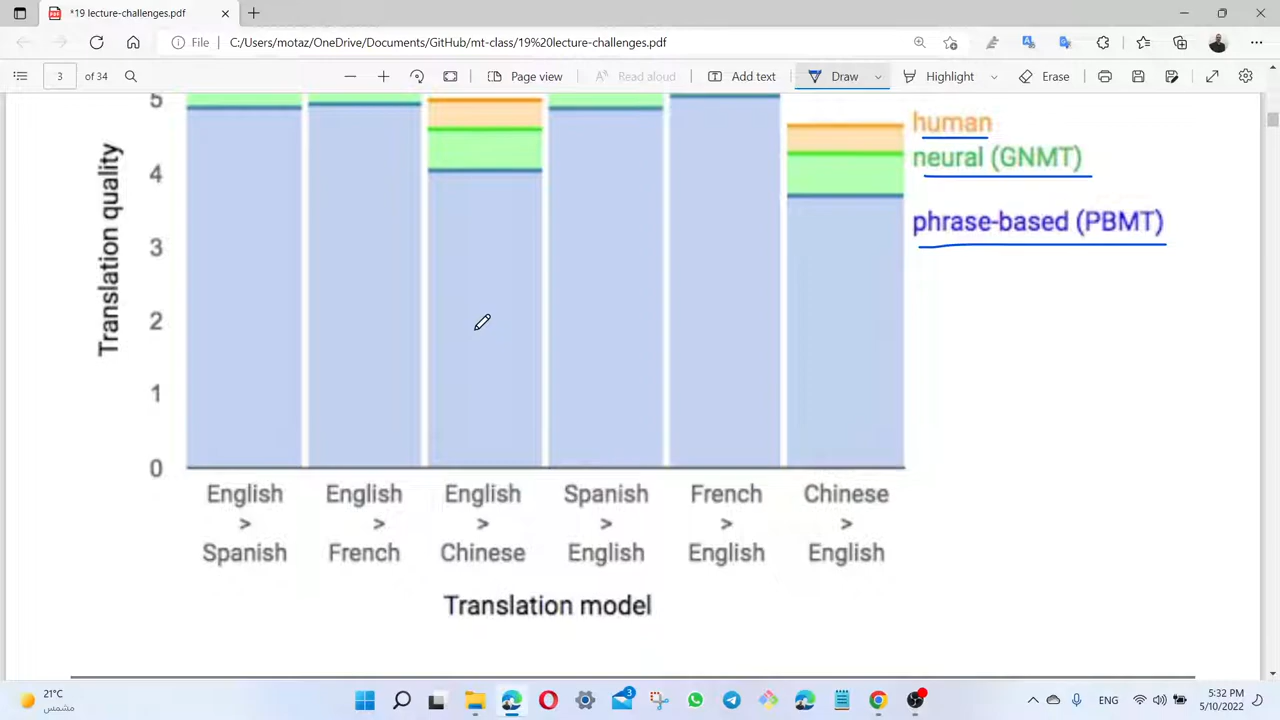 *19 lecture-challenges.pdf
File C:/Users/motaz/OneDrive/Documents/GitHub/mt-class/19%20lecture-challenges.pdf
3 of 34 Page view Read aloud Add text Draw Highlight Erase
5
4
3
2
1
0
Translation quality
human
neural (GNMT)
phrase-based (PBMT)
English > Spanish
English > French
English > Chinese
Spanish > English
French > English
Chinese > English
Translation model
21°C
مشمس
3
ENG
5:32 PM
5/10/2022